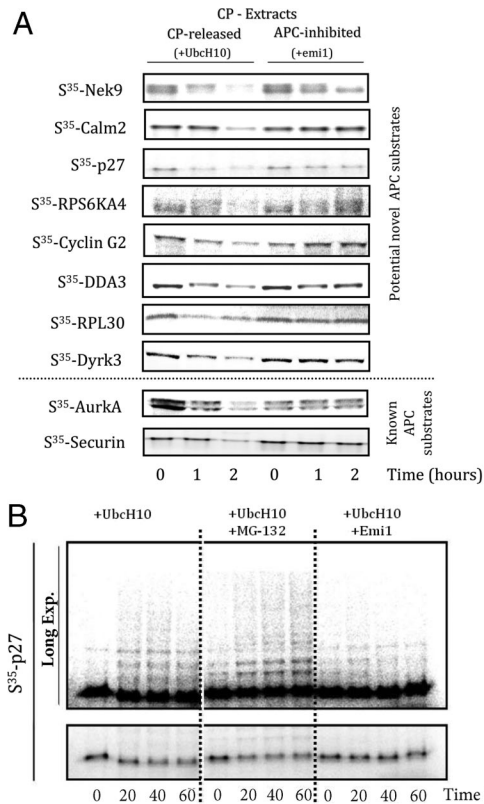 A
CP - Extracts
CP-released APC-inhibited
(+UbcH10) (+emi1)
S35-Nek9
S35-Calm2
S35-p27
S35-RPS6KA4
S35-Cyclin G2
S35-DDA3
S35-RPL30
S35-Dyrk3
Potential novel APC substrates
S35-AurkA
S35-Securin
Known
APC
substrates
0 1 2 0 1 2 Time (hours)
B
+UbcH10 +UbcH10 +UbcH10
+MG-132 +Emi1
S35-p27
Long Exp.
0 20 40 60 0 20 40 60 0 20 40 60 Time